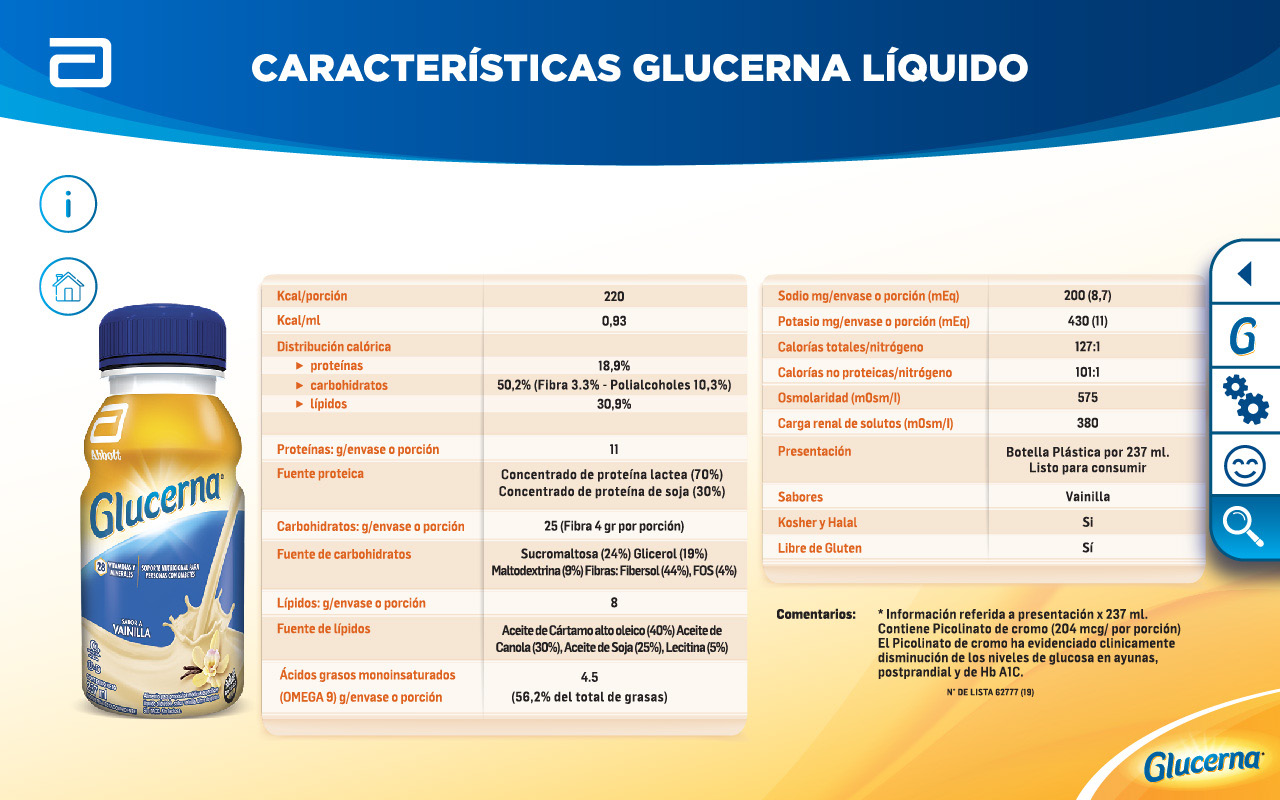 CARACTERÍSTICAS GLUCERNA LÍQUIDO
i
Kcal/porción 220
Kcal/ml 0,93
Distribución calórica
► proteínas 18,9%
► carbohidratos 50,2% (Fibra 3.3% - Polialcoholes 10,3%)
► lípidos 30,9%
Proteínas: g/envase o porción 11
Fuente proteica Concentrado de proteína lactea (70%)
Concentrado de proteína de soja (30%)
Carbohidratos: g/envase o porción 25 (Fibra 4 gr por porción)
Fuente de carbohidratos Sucromaltosa (24%) Glicerol (19%)
Maltodextrina (9%) Fibras: Fibersol (44%), FOS (4%)
Lípidos: g/envase o porción 8
Fuente de lípidos Aceite de Cártamo alto oleico (40%) Aceite de
Canola (30%), Aceite de Soja (25%), Lecitina (5%)
Ácidos grasos monoinsaturados 4.5
(OMEGA 9) g/envase o porción (56,2% del total de grasas)
Sodio mg/envase o porción (mEq) 200 (8,7)
Potasio mg/envase o porción (mEq) 430 (11)
Calorías totales/nitrógeno 127:1
Calorías no proteicas/nitrógeno 101:1
Osmolaridad (mOsm/l) 575
Carga renal de solutos (mOsm/l) 380
Presentación Botella Plástica por 237 ml.
Listo para consumir
Sabores Vainilla
Kosher y Halal Si
Libre de Gluten Sí
Comentarios: * Información referida a presentación x 237 ml.
Contiene Picolinato de cromo (204 mcg/ por porción)
El Picolinato de cromo ha evidenciado clinicamente
disminución de los niveles de glucosa en ayunas,
postprandial y de Hb A1C.
N° DE LISTA 62777 (19)
Abbott
Glucerna
28 VITAMINAS Y MINERALES
SOPORTE NUTRICIONAL PARA
PERSONAS CON DIABETES
SABOR A
VAINILLA
G
Glucerna